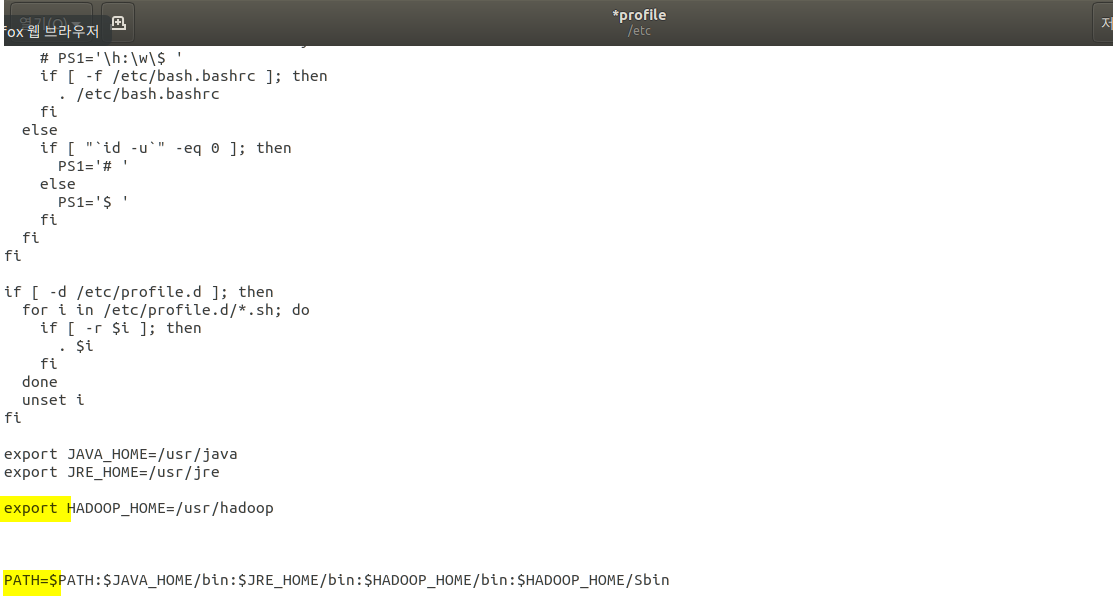 열기(O)
fox 웹 브라우저
*profile
/etc
저
# PS1='\h:\w\$ '
if [ -f /etc/bash.bashrc ]; then
. /etc/bash.bashrc
fi
else
if [ "`id -u`" -eq 0 ]; then
PS1='# '
else
PS1='$ '
fi
fi
fi
if [ -d /etc/profile.d ]; then
for i in /etc/profile.d/*.sh; do
if [ -r $i ]; then
. $i
fi
done
unset i
fi
export JAVA_HOME=/usr/java
export JRE_HOME=/usr/jre
export HADOOP_HOME=/usr/hadoop
PATH=$PATH:$JAVA_HOME/bin:$JRE_HOME/bin:$HADOOP_HOME/bin:$HADOOP_HOME/Sbin